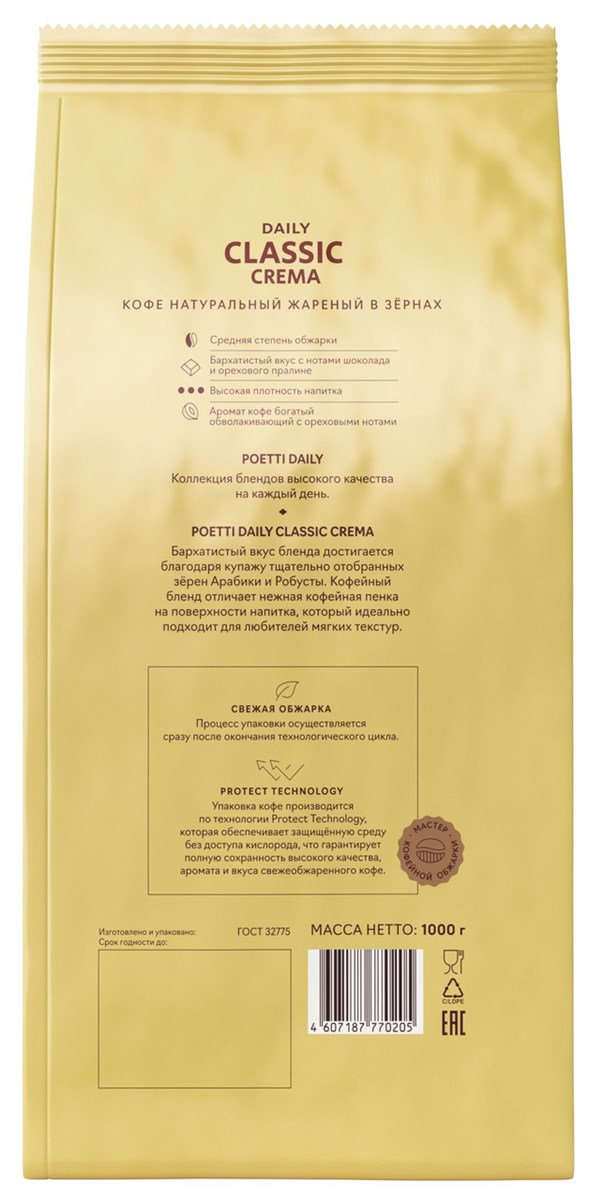 DAILY
CLASSIC
CREMA
КОФЕ НАТУРАЛЬНЫЙ ЖАРЕНЫЙ В ЗЁРНАХ
Средняя степень обжарки
Бархатистый вкус с нотами шоколада
и орехового пралине
Высокая плотность напитка
Аромат кофе богатый
обволакивающий с ореховыми нотами
POETTI DAILY
Коллекция блендов высокого качества
на каждый день.
POETTI DAILY CLASSIC CREMA
Бархатистый вкус бленда достигается
благодаря купажу тщательно отобранных
зёрен Арабики и Робусты. Кофейный
бленд отличает нежная кофейная пенка
на поверхности напитка, который идеально
подходит для любителей мягких текстур.
СВЕЖАЯ ОБЖАРКА
Процесс упаковки осуществляется
сразу после окончания технологического цикла.
PROTECT TECHNOLOGY
Упаковка кофе производится
по технологии Protect Technology,
которая обеспечивает защищённую среду
без доступа кислорода, что гарантирует
полную сохранность высокого качества,
аромата и вкуса свежеобжаренного кофе.
МАСТЕР
КОФЕЙНОЙ ОБЖАРКИ
Изготовлено и упаковано:
Срок годности до:
ГОСТ 32775
МАССА НЕТТО: 1000 г
4 607187 770205
C/LDPE
EAC